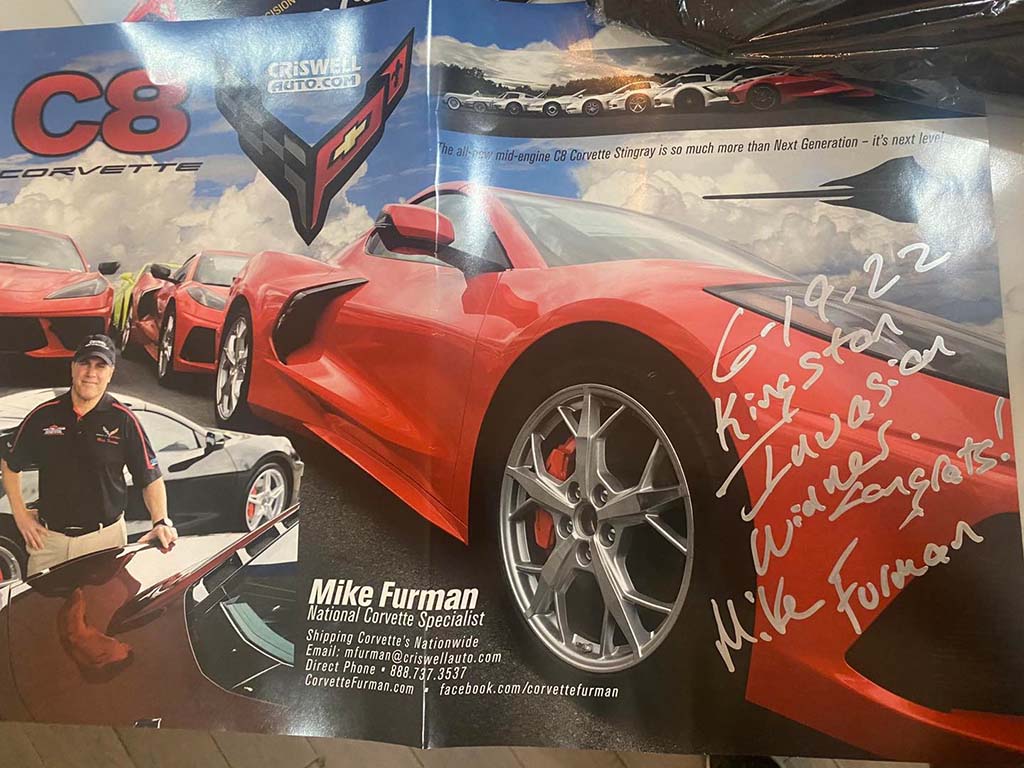 SION
C8
CORVETTE
CRISWELL
AUTO.COM
The all-new mid-engine C8 Corvette Stingray is so much more than Next Generation – it's next level
6.19.22
Kingston
Invasion
Winner.
Congrats!
Mike Furman
Mike Furman
National Corvette Specialist
Shipping Corvette's Nationwide
Email: mfurman@criswellauto.com
Direct Phone • 888.737.3537
CorvetteFurman.com • facebook.com/corvettefurman